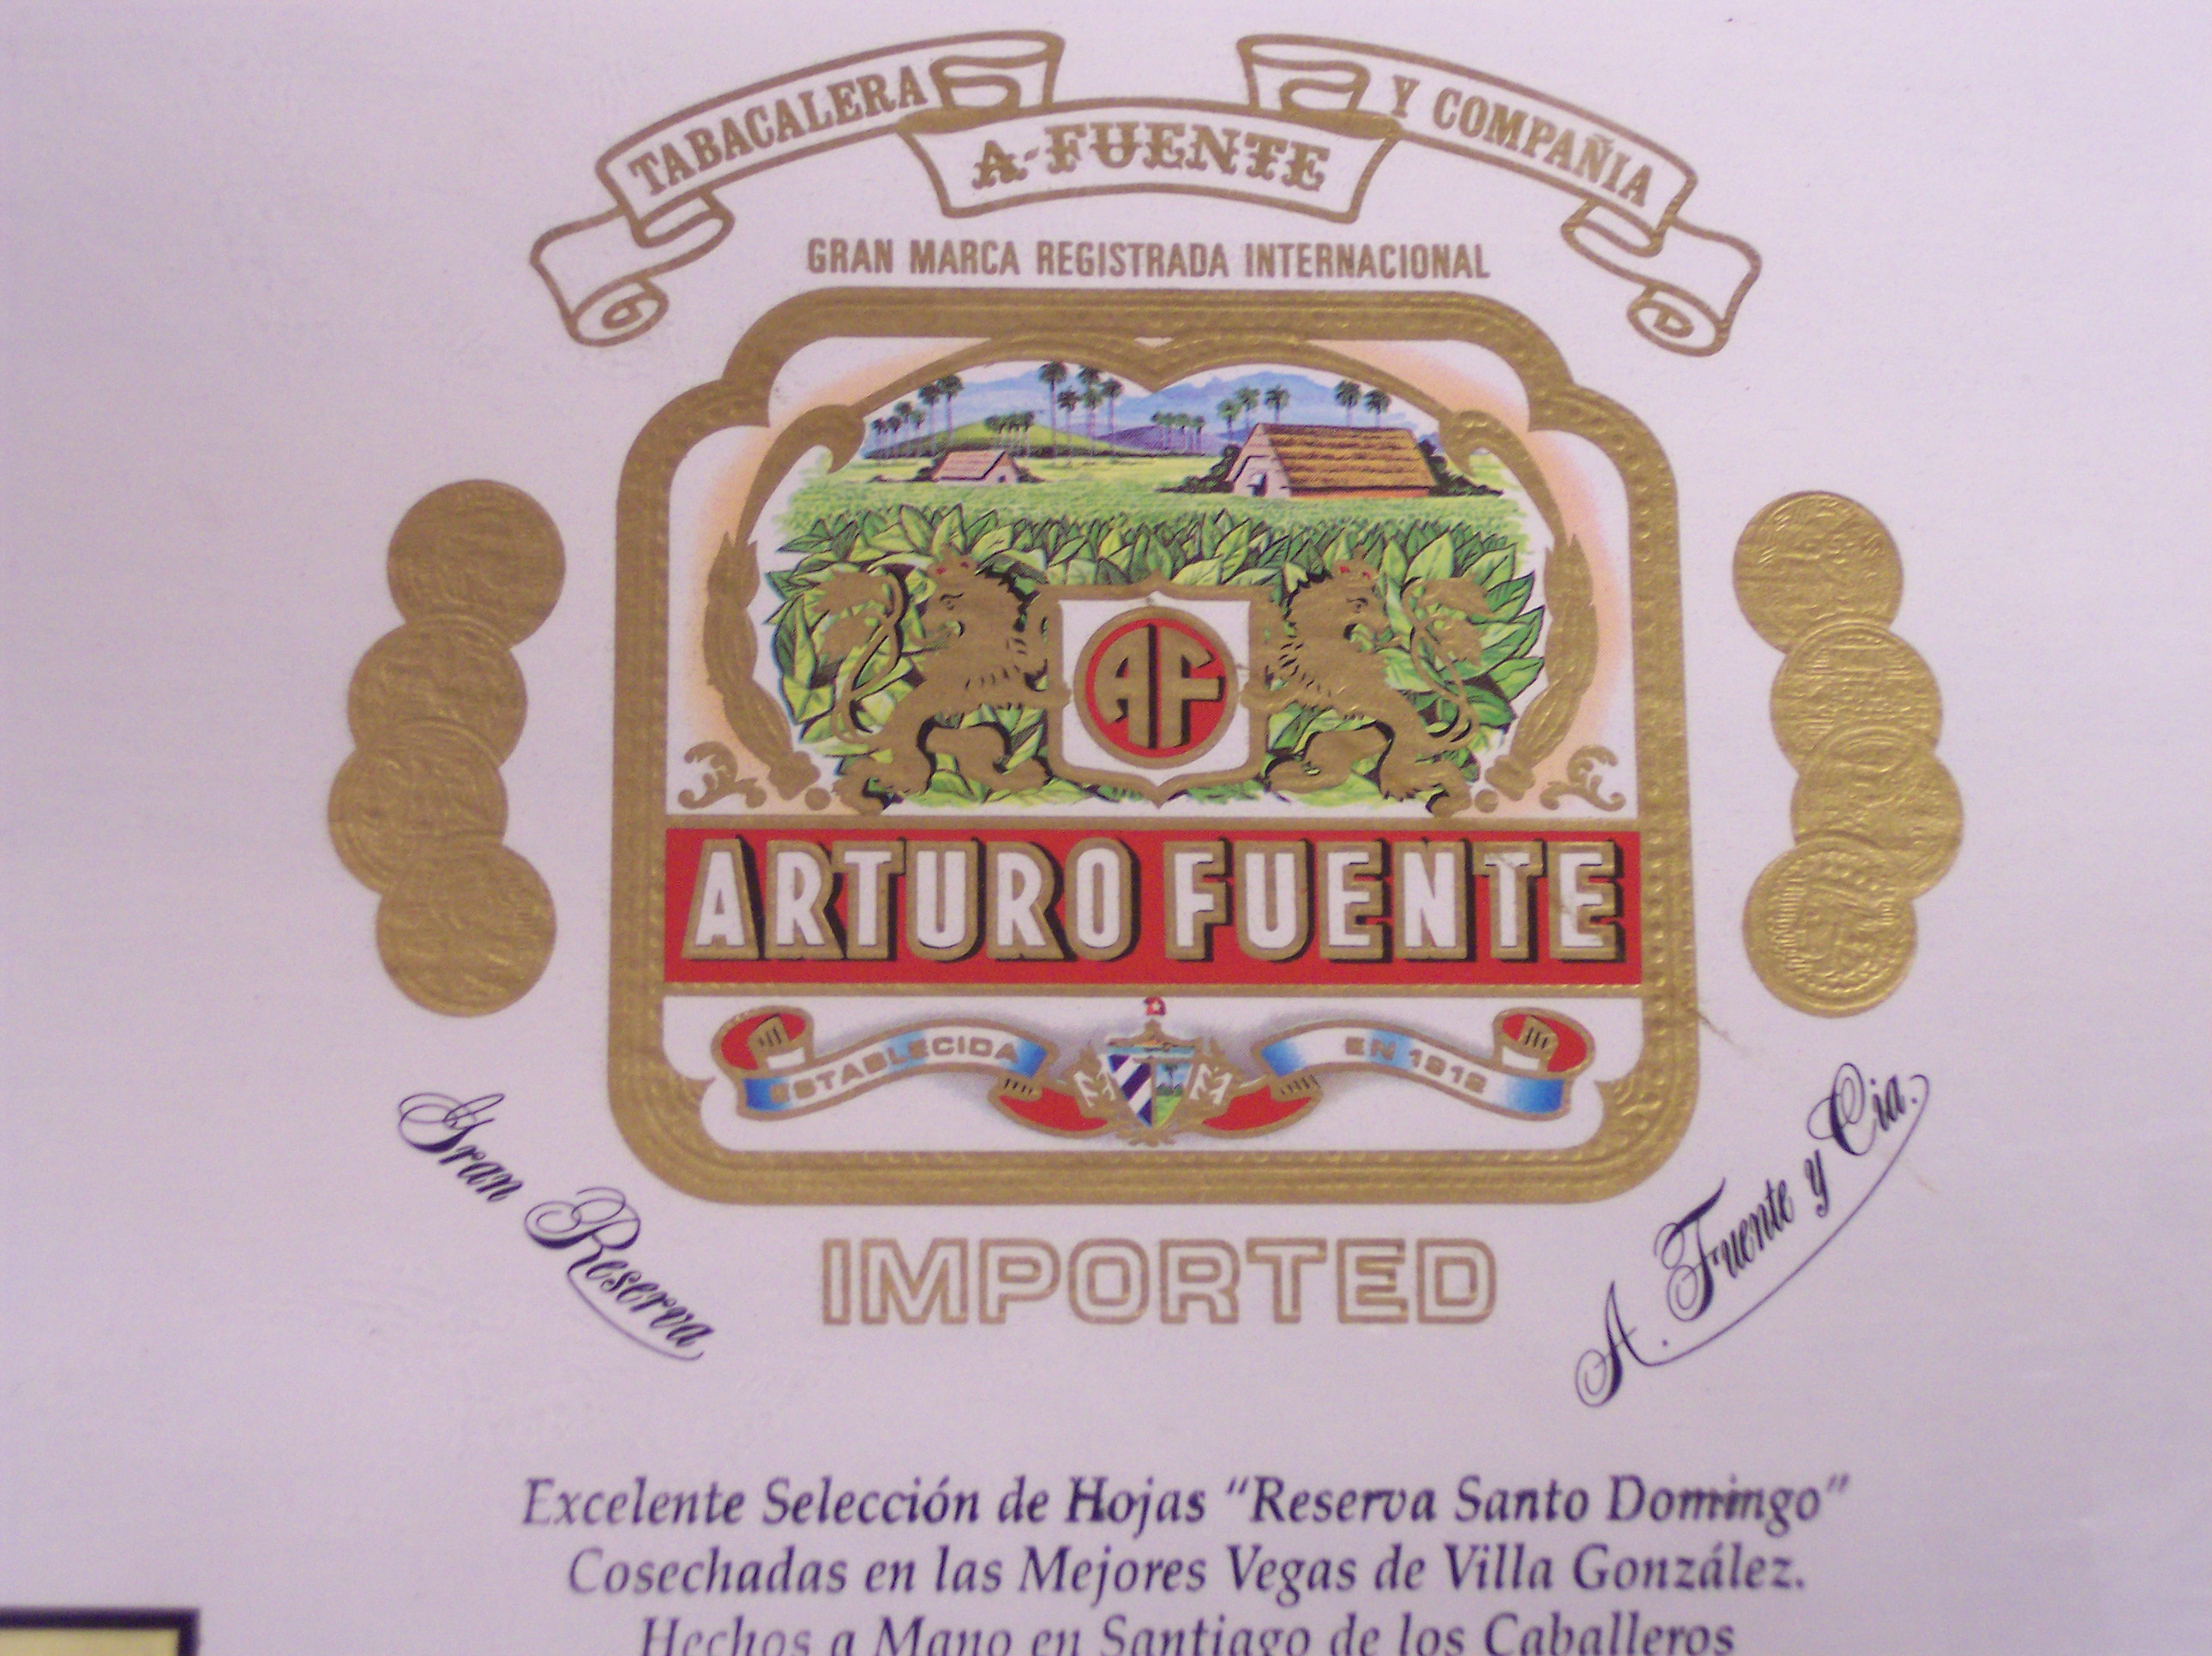 TABACALERA A. FUENTE Y COMPAÑIA
GRAN MARCA REGISTRADA INTERNACIONAL
AF
ARTURO FUENTE
ESTABLECIDA EN 1912
Gran Reserva
A. Fuente y Cia.
IMPORTED
Excelente Selección de Hojas "Reserva Santo Domingo"
Cosechadas en las Mejores Vegas de Villa González.
Hechos a Mano en Santiago de los Caballeros